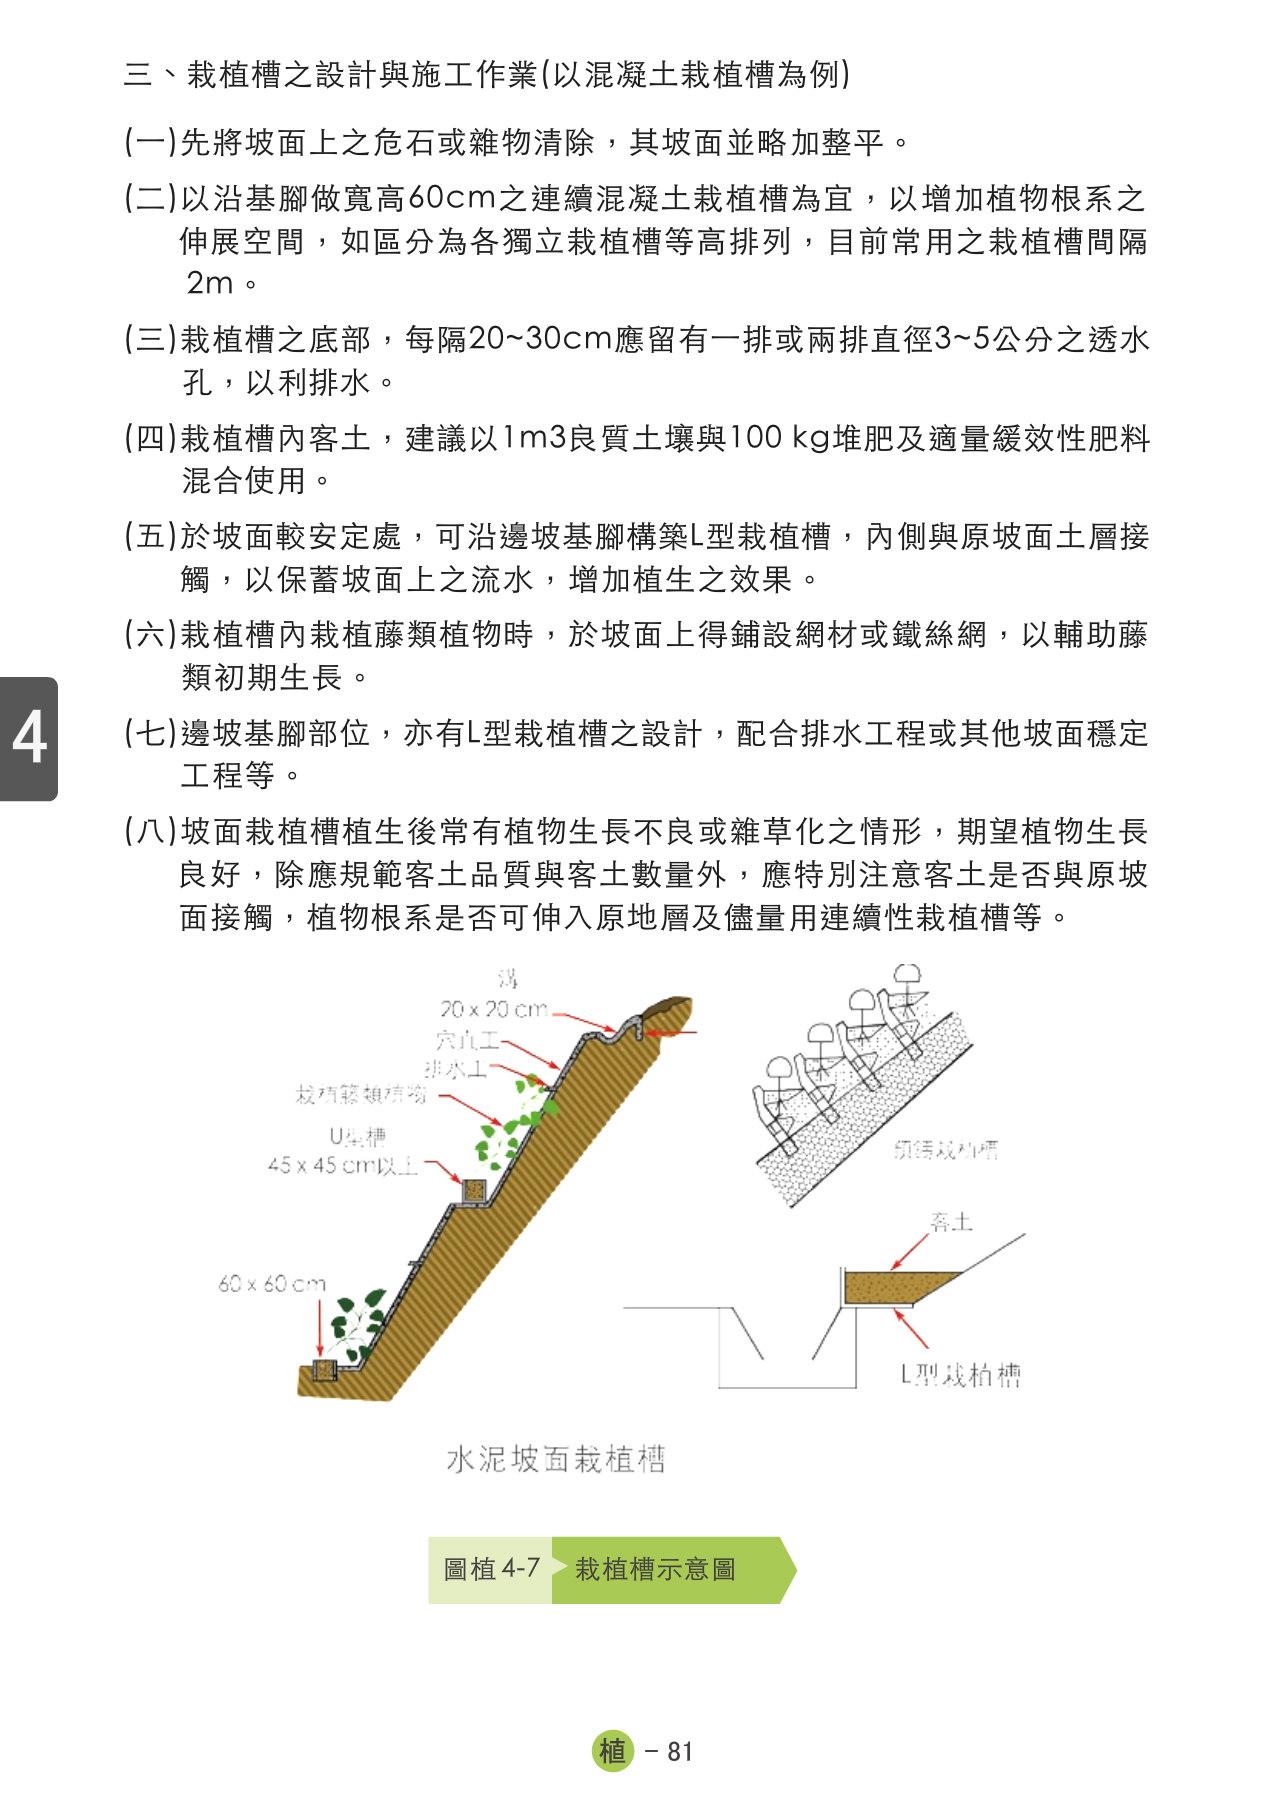 三、栽植槽之設計與施工作業(以混凝土栽植槽為例)
(一)先將坡面上之危石或雜物清除，其坡面並略加整平。
(二)以沿基腳做寬高60cm之連續混凝土栽植槽為宜，以增加植物根系之
伸展空間，如區分為各獨立栽植槽等高排列，目前常用之栽植槽間隔
2m。
(三)栽植槽之底部，每隔20~30cm應留有一排或兩排直徑3~5公分之透水
孔，以利排水。
(四)栽植槽內客土，建議以1m3良質土壤與100 kg堆肥及適量緩效性肥料
混合使用。
(五)於坡面較安定處，可沿邊坡基腳構築L型栽植槽，內側與原坡面土層接
觸，以保蓄坡面上之流水，增加植生之效果。
(六)栽植槽內栽植藤類植物時，於坡面上得鋪設網材或鐵絲網，以輔助藤
類初期生長。
(七)邊坡基腳部位，亦有L型栽植槽之設計，配合排水工程或其他坡面穩定
工程等。
(八)坡面栽植槽植生後常有植物生長不良或雜草化之情形，期望植物生長
良好，除應規範客土品質與客土數量外，應特別注意客土是否與原坡
面接觸，植物根系是否可伸入原地層及儘量用連續性栽植槽等。
溝
20 x 20 cm
排水工
栽植藤類植物
U型槽
45 x 45 cm以上
60 x 60 cm
預鑄栽植槽
客土
L型栽植槽
水泥坡面栽植槽
圖植 4-7 栽植槽示意圖
4
植 – 81